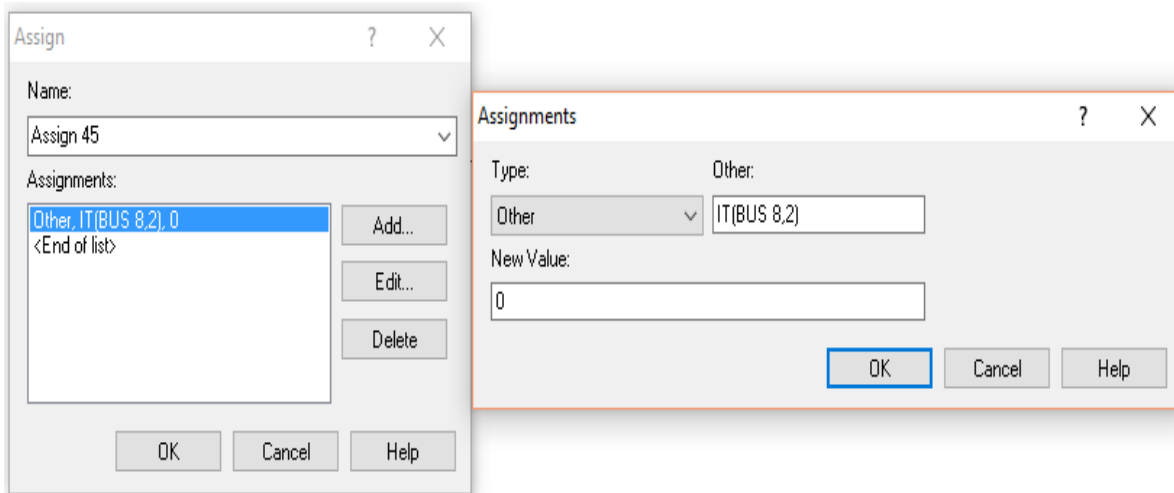 Assign ?
Name:
Assign 45
Assignments:
Other, IT(BUS 8,2), 0
<End of list>
Add...
Edit...
Delete
OK Cancel Help
Assignments ?
Type: Other:
Other IT(BUS 8,2)
New Value:
0
OK Cancel Help